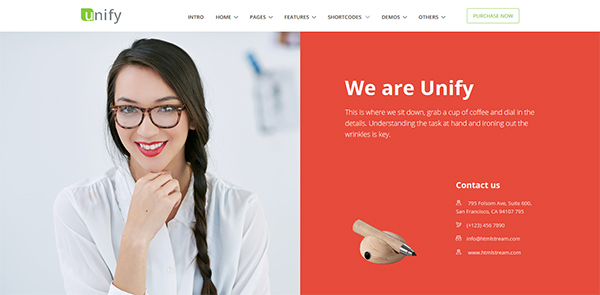 unify
INTRO HOME PAGES FEATURES SHORTCODES DEMOS OTHERS PURCHASE NOW
We are Unify
This is where we sit down, grab a cup of coffee and dial in the
details. Understanding the task at hand and ironing out the
wrinkles is key.
Contact us
795 Folsom Ave, Suite 600,
San Francisco, CA 94107 795
(+123) 456 7890
info@htmlstream.com
www.htmlstream.com